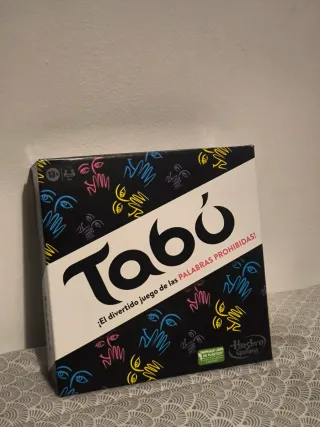 Tabú
¡El divertido juego de las PALABRAS PROHIBIDAS!
Hasbro
Gaming